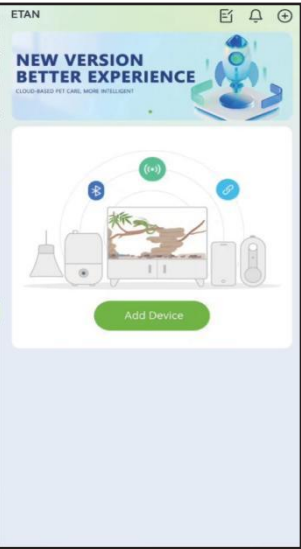 ETAN
NEW VERSION
BETTER EXPERIENCE
CLOUD-BASED PET CARE, MORE INTELLIGENT
Add Device